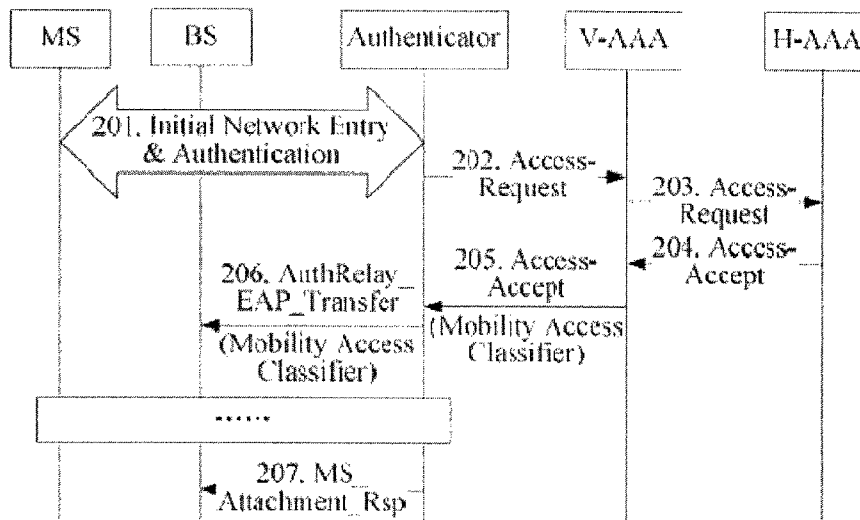 MS
BS
Authenticator
V-AAA
H-AAA
201. Initial Network Entry
& Authentication
202. Access-
Request
203. Access-
Request
204. Access-
Accept
205. Access-
Accept
(Mobility Access
Classifier)
206. AuthRelay_
EAP_Transfer
(Mobility Access
Classifier)
......
207. MS_
Attachment_Rsp